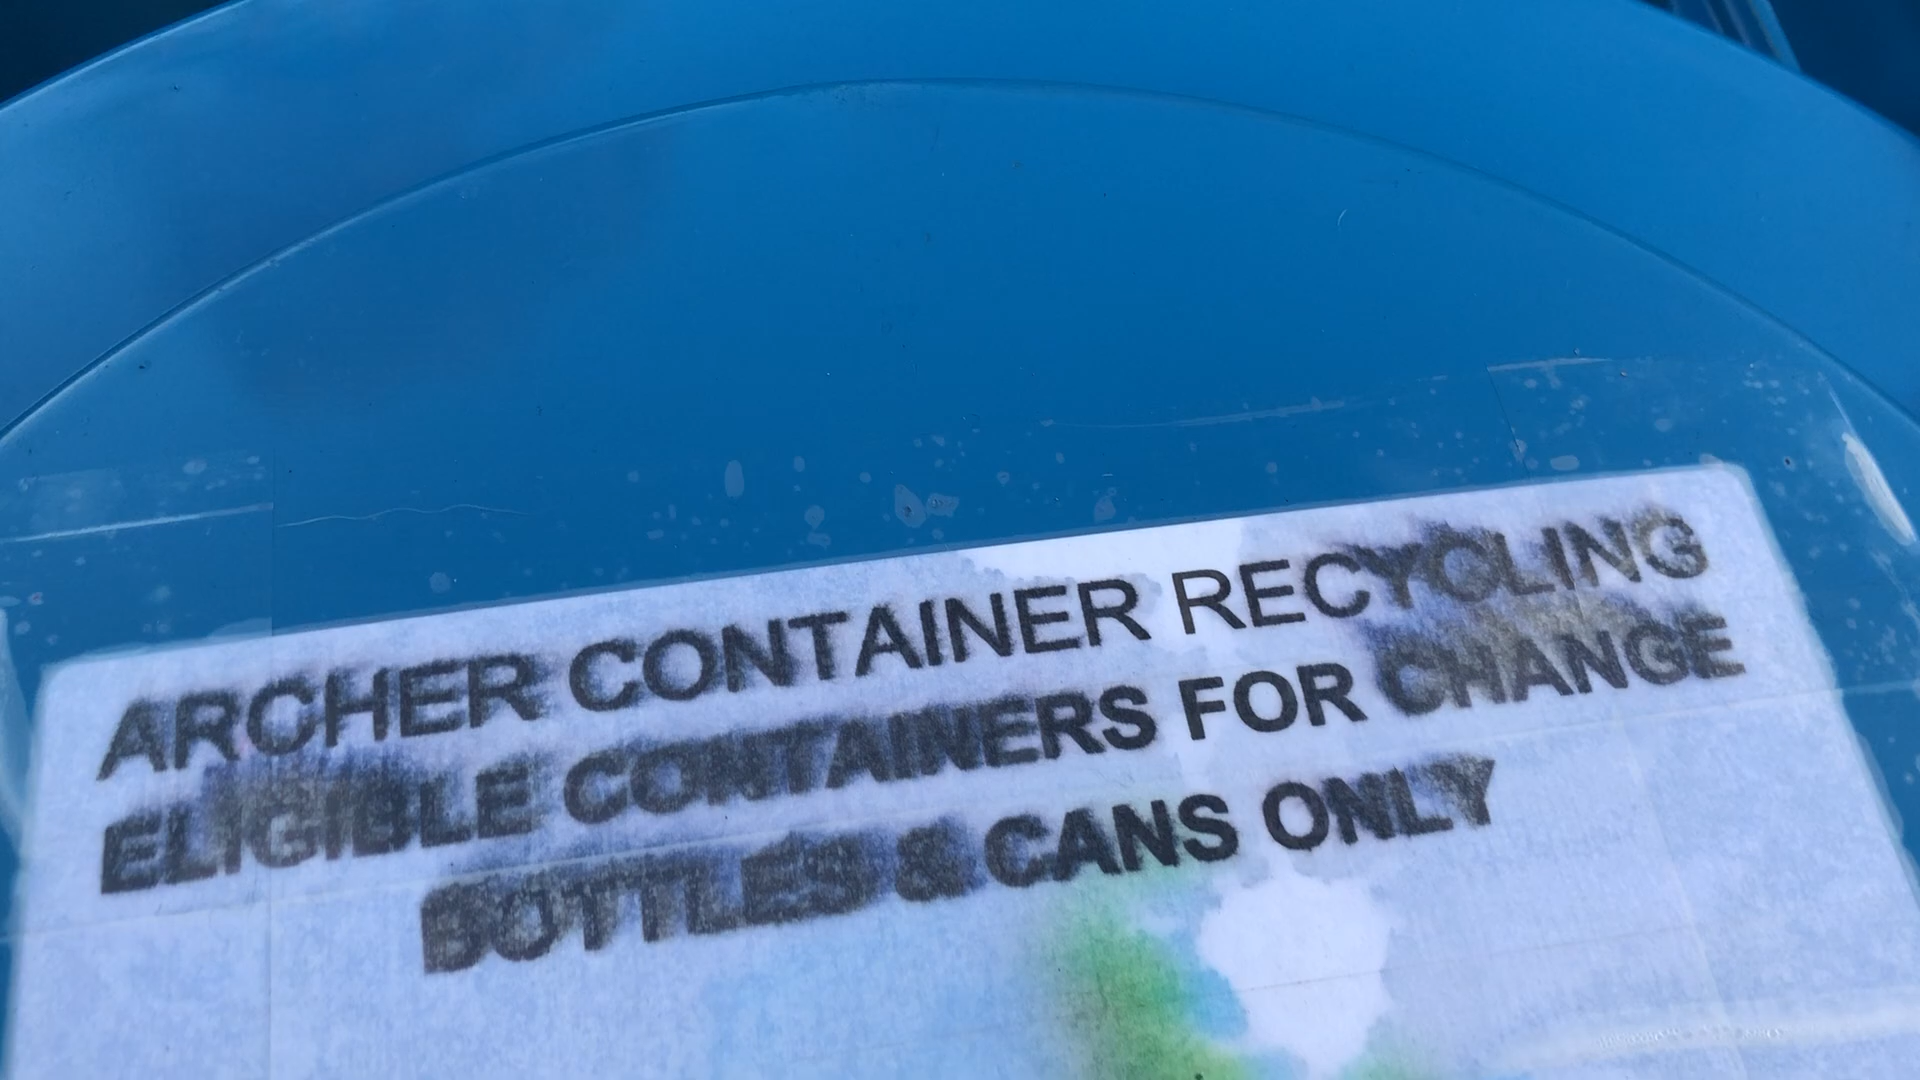 ARCHER CONTAINER RECYCLING
ELIGIBLE CONTAINERS FOR CHANGE
BOTTLES & CANS ONLY